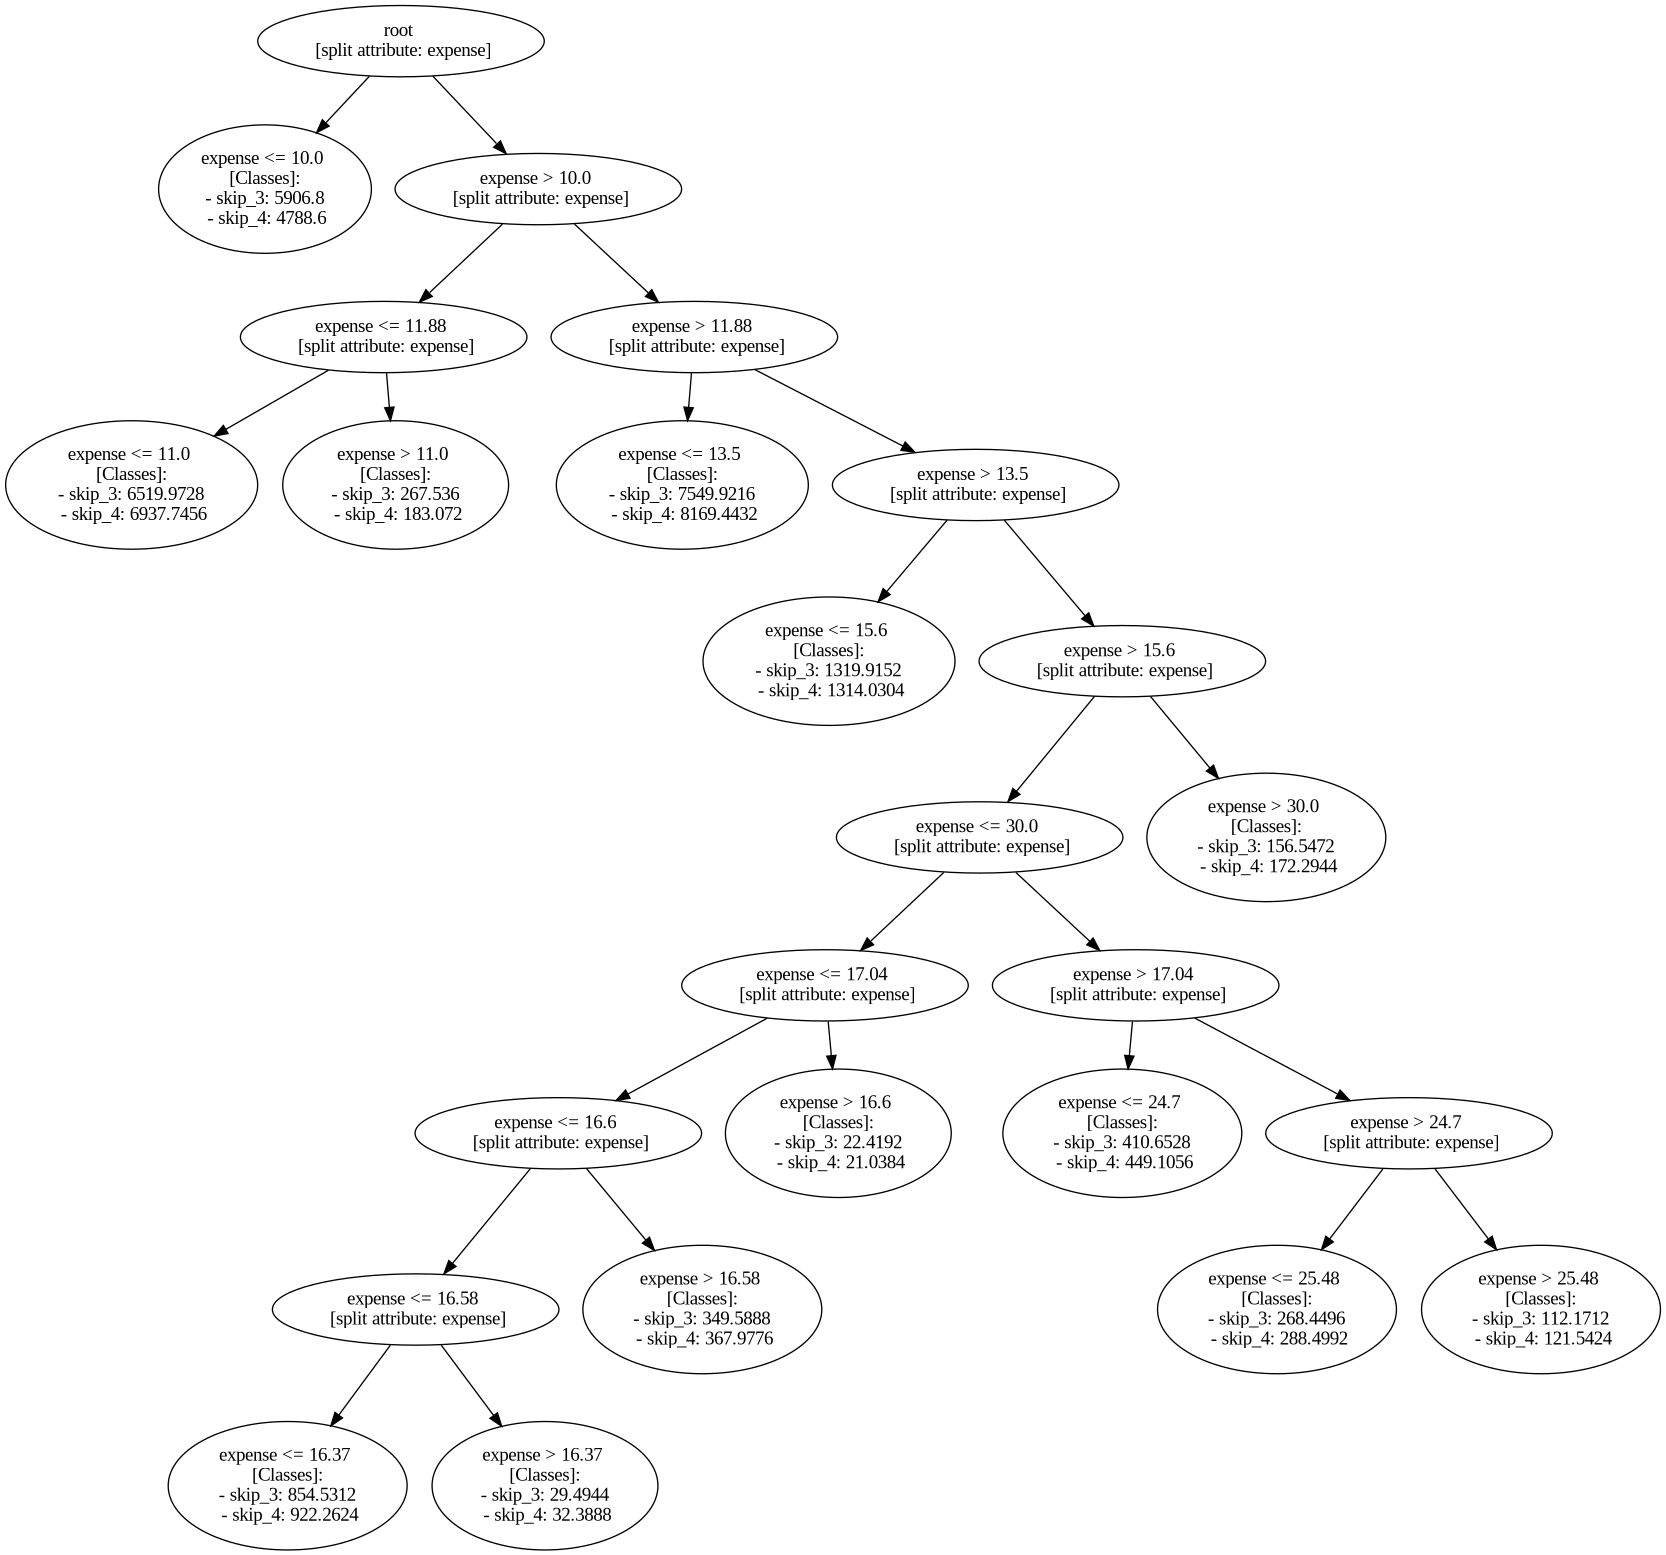 root
[split attribute: expense]
expense <= 10.0
[Classes]:
- skip_3: 5906.8
- skip_4: 4788.6
expense > 10.0
[split attribute: expense]
expense <= 11.88
[split attribute: expense]
expense > 11.88
[split attribute: expense]
expense <= 11.0
[Classes]:
- skip_3: 6519.9728
- skip_4: 6937.7456
expense > 11.0
[Classes]:
- skip_3: 267.536
- skip_4: 183.072
expense <= 13.5
[Classes]:
- skip_3: 7549.9216
- skip_4: 8169.4432
expense > 13.5
[split attribute: expense]
expense <= 15.6
[Classes]:
- skip_3: 1319.9152
- skip_4: 1314.0304
expense > 15.6
[split attribute: expense]
expense <= 30.0
[split attribute: expense]
expense > 30.0
[Classes]:
- skip_3: 156.5472
- skip_4: 172.2944
expense <= 17.04
[split attribute: expense]
expense > 17.04
[split attribute: expense]
expense <= 16.6
[split attribute: expense]
expense > 16.6
[Classes]:
- skip_3: 22.4192
- skip_4: 21.0384
expense <= 24.7
[Classes]:
- skip_3: 410.6528
- skip_4: 449.1056
expense > 24.7
[split attribute: expense]
expense <= 16.58
[split attribute: expense]
expense > 16.58
[Classes]:
- skip_3: 349.5888
- skip_4: 367.9776
expense <= 25.48
[Classes]:
- skip_3: 268.4496
- skip_4: 288.4992
expense > 25.48
[Classes]:
- skip_3: 112.1712
- skip_4: 121.5424
expense <= 16.37
[Classes]:
- skip_3: 854.5312
- skip_4: 922.2624
expense > 16.37
[Classes]:
- skip_3: 29.4944
- skip_4: 32.3888